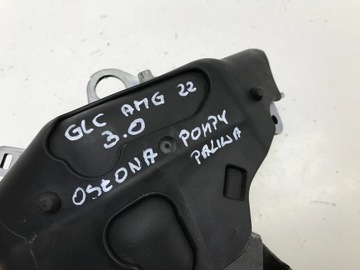 GLC AMG 22
3.0
OSŁONA POMPY
PALIWA